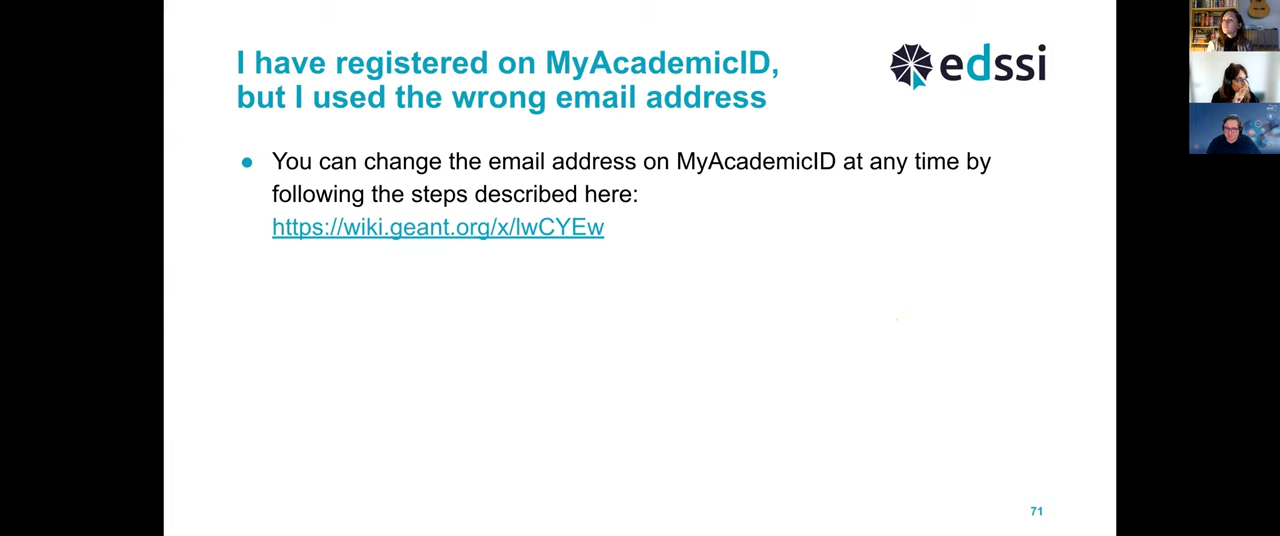 I have registered on MyAcademicID,
but I used the wrong email address
edssi
You can change the email address on MyAcademicID at any time by
following the steps described here:
https://wiki.geant.org/x/lwCYEw
71